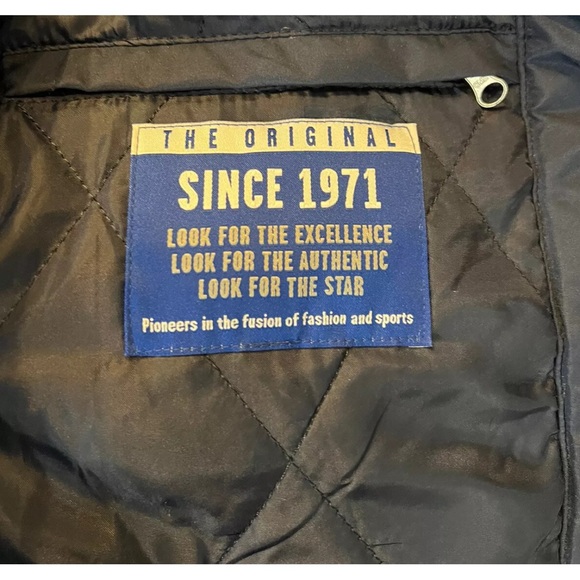 THE ORIGINAL
SINCE 1971
LOOK FOR THE EXCELLENCE
LOOK FOR THE AUTHENTIC
LOOK FOR THE STAR
Pioneers in the fusion of fashion and sports